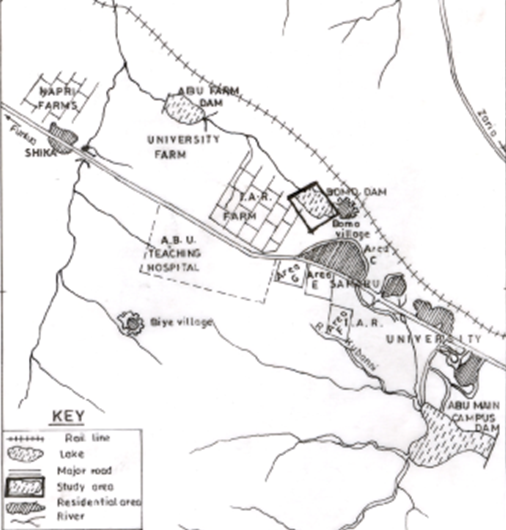 NAPRI
FARMS
ABU FARM
DAM
Funtua
SHIKA
UNIVERSITY
FARM
Zaria
I.A.R.
FARM
BOMO DAM
Bomo
village
A.B.U.
TEACHING
HOSPITAL
Area
C
Area
G
Area
E
SAMARU
Area
F
I.A.R.
R. Kubanni
UNIVERSITY
Biye village
ABU MAIN
CAMPUS
DAM
KEY
Rail line
Lake
Major road
Study area
Residential area
River